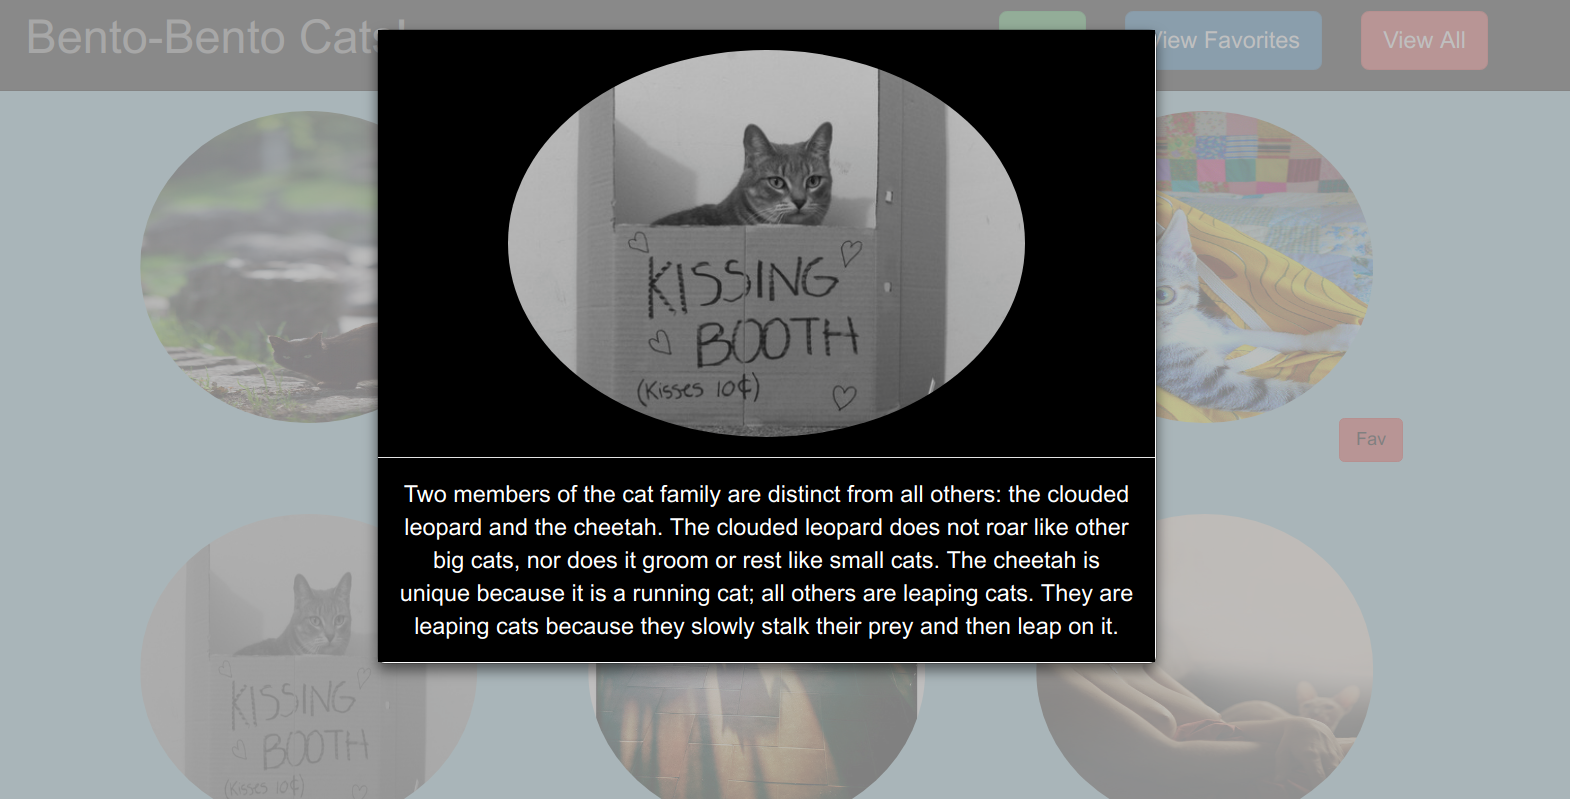 Bento-Bento Cats!
View Favorites
View All
KISSING
BOOTH
(Kisses 10¢)
Fav
Two members of the cat family are distinct from all others: the clouded
leopard and the cheetah. The clouded leopard does not roar like other
big cats, nor does it groom or rest like small cats. The cheetah is
unique because it is a running cat; all others are leaping cats. They are
leaping cats because they slowly stalk their prey and then leap on it.
KISSING
BOOTH
(Kisses 10¢)